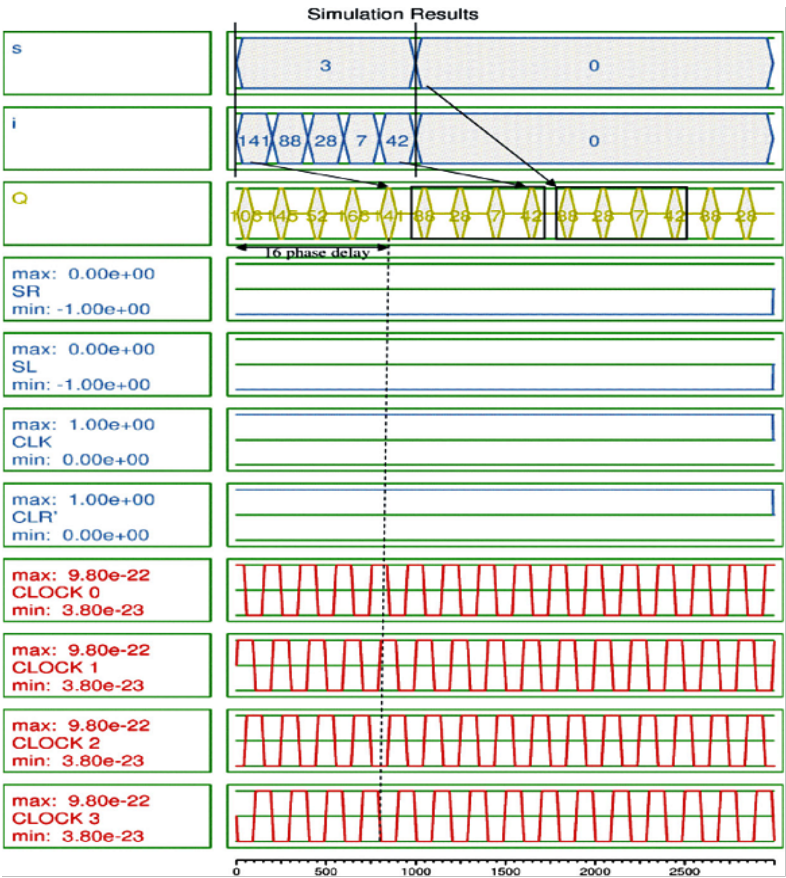 Simulation Results
s
3
0
i
141 88 28 7 42
0
Q
106 145 52 166 141 88 28 7 42 88 28 7 42 88 28
16 phase delay
max: 0.00e+00
SR
min: -1.00e+00
max: 0.00e+00
SL
min: -1.00e+00
max: 1.00e+00
CLK
min: 0.00e+00
max: 1.00e+00
CLR'
min: 0.00e+00
max: 9.80e-22
CLOCK 0
min: 3.80e-23
max: 9.80e-22
CLOCK 1
min: 3.80e-23
max: 9.80e-22
CLOCK 2
min: 3.80e-23
max: 9.80e-22
CLOCK 3
min: 3.80e-23
0 500 1000 1500 2000 2500